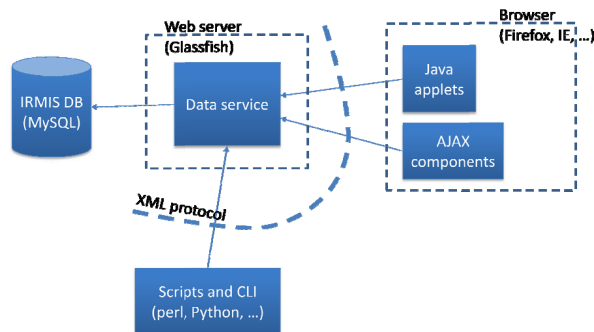 Web server
(Glassfish)
Browser
(Firefox, IE, ...)
IRMIS DB
(MySQL)
Data service
Java
applets
AJAX
components
XML protocol
Scripts and CLI
(perl, Python, ...)